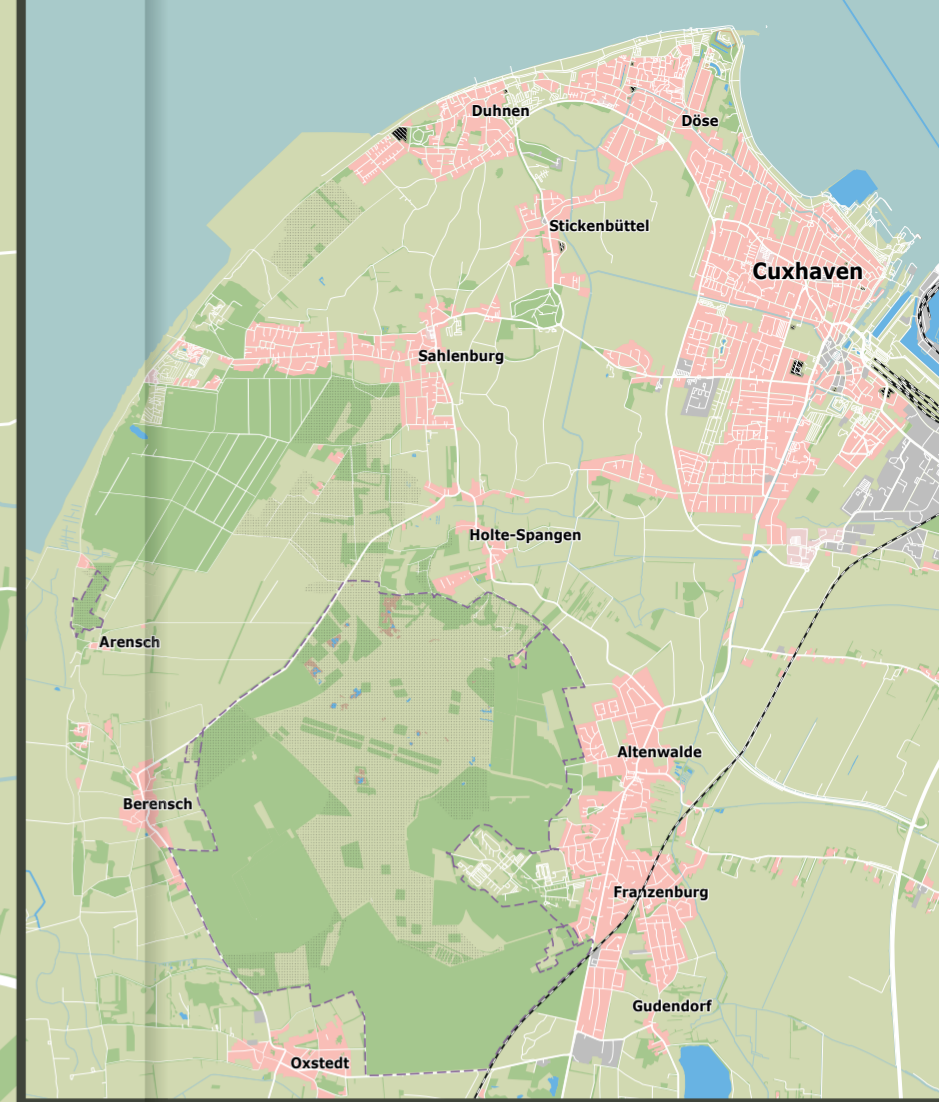 Duhnen
Döse
Stickenbüttel
Cuxhaven
Sahlenburg
Holte-Spangen
Arensch
Altenwalde
Berensch
Franzenburg
Gudendorf
Oxstedt